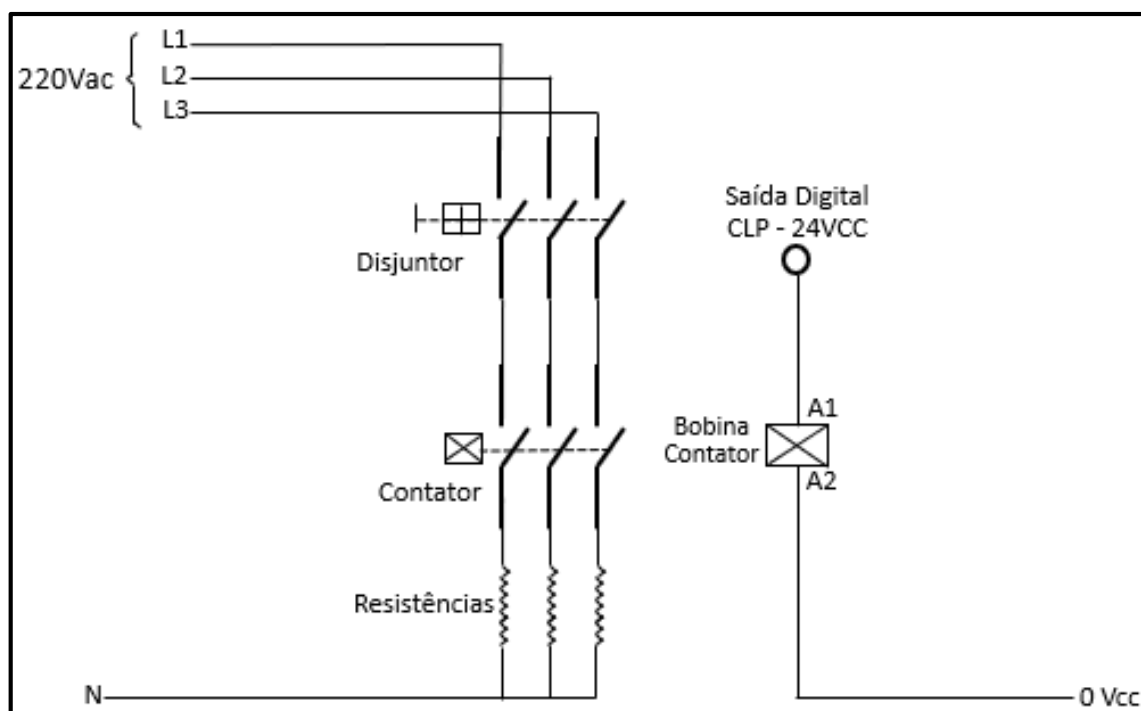 L1
220Vac
L2
L3
Saída Digital
CLP - 24VCC
Disjuntor
A1
Bobina
Contator
A2
Contator
Resistências
N
0 Vcc